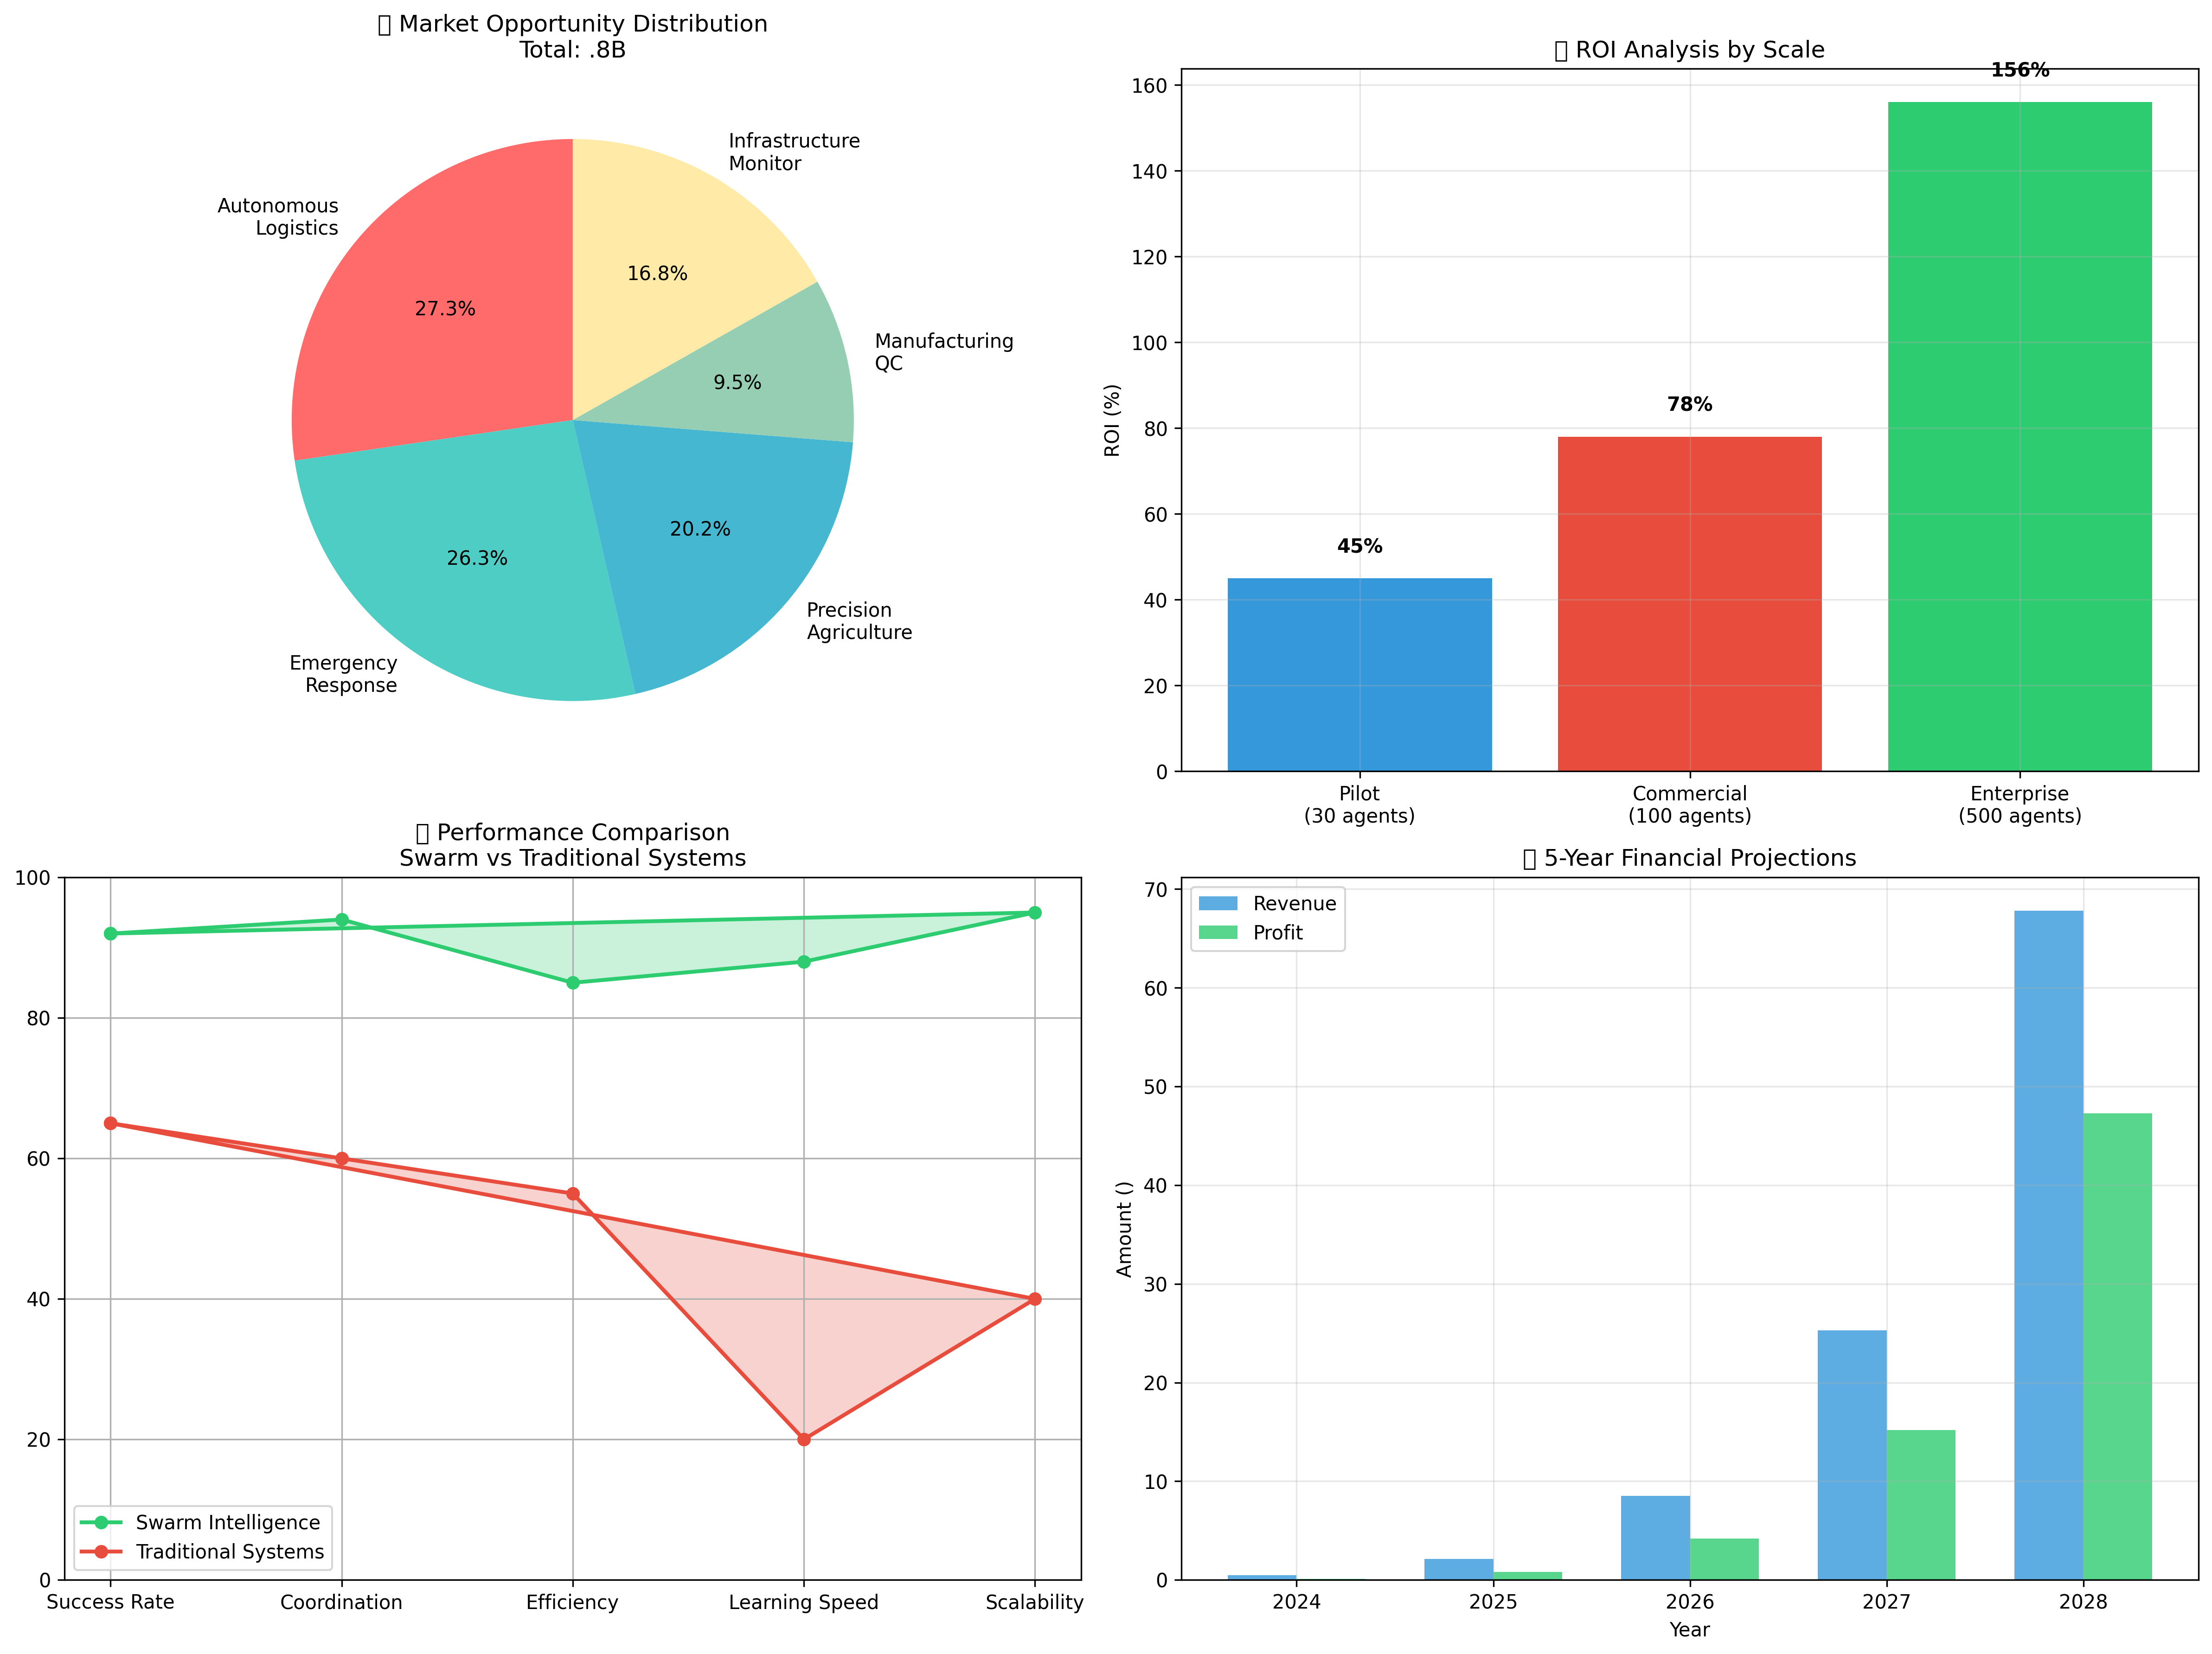 ▯ Market Opportunity Distribution
Total: .8B
Infrastructure
Monitor
Autonomous
Logistics
16.8%
27.3%
Manufacturing
QC
9.5%
20.2%
26.3%
Precision
Agriculture
Emergency
Response
▯ ROI Analysis by Scale
156%
160
140
120
100
80
60
40
20
0
ROI (%)
78%
45%
Pilot
(30 agents)
Commercial
(100 agents)
Enterprise
(500 agents)
▯ Performance Comparison
Swarm vs Traditional Systems
100
80
60
40
20
0
Swarm Intelligence
Traditional Systems
Success Rate
Coordination
Efficiency
Learning Speed
Scalability
▯ 5-Year Financial Projections
Revenue
Profit
70
60
50
40
30
20
10
0
Amount ()
2024
2025
2026
2027
2028
Year